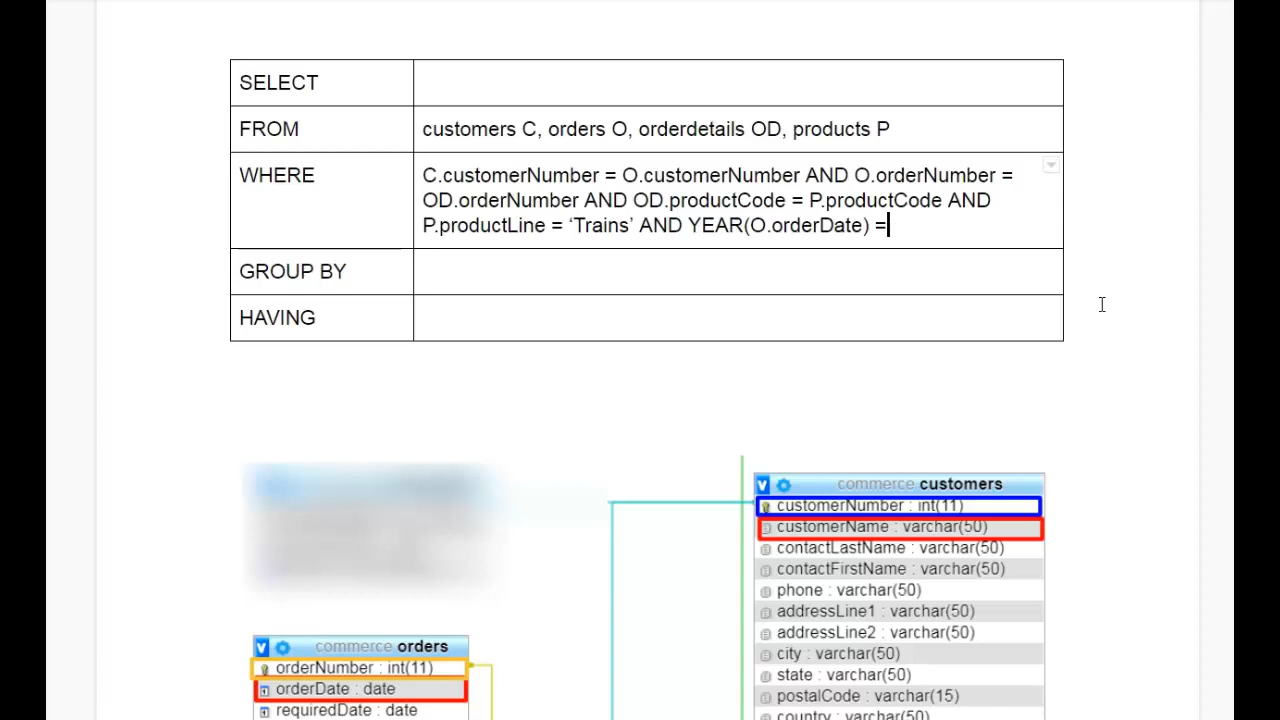 SELECT
FROM
customers C, orders O, orderdetails OD, products P
WHERE
C.customerNumber = O.customerNumber AND O.orderNumber =
OD.orderNumber AND OD.productCode = P.productCode AND
P.productLine = ‘Trains’ AND YEAR(O.orderDate) =
GROUP BY
HAVING
commerce customers
customerNumber : int(11)
customerName : varchar(50)
contactLastName : varchar(50)
contactFirstName : varchar(50)
phone : varchar(50)
addressLine1 : varchar(50)
addressLine2 : varchar(50)
city : varchar(50)
state : varchar(50)
postalCode : varchar(15)
country : varchar(50)
commerce orders
orderNumber : int(11)
orderDate : date
requiredDate : date